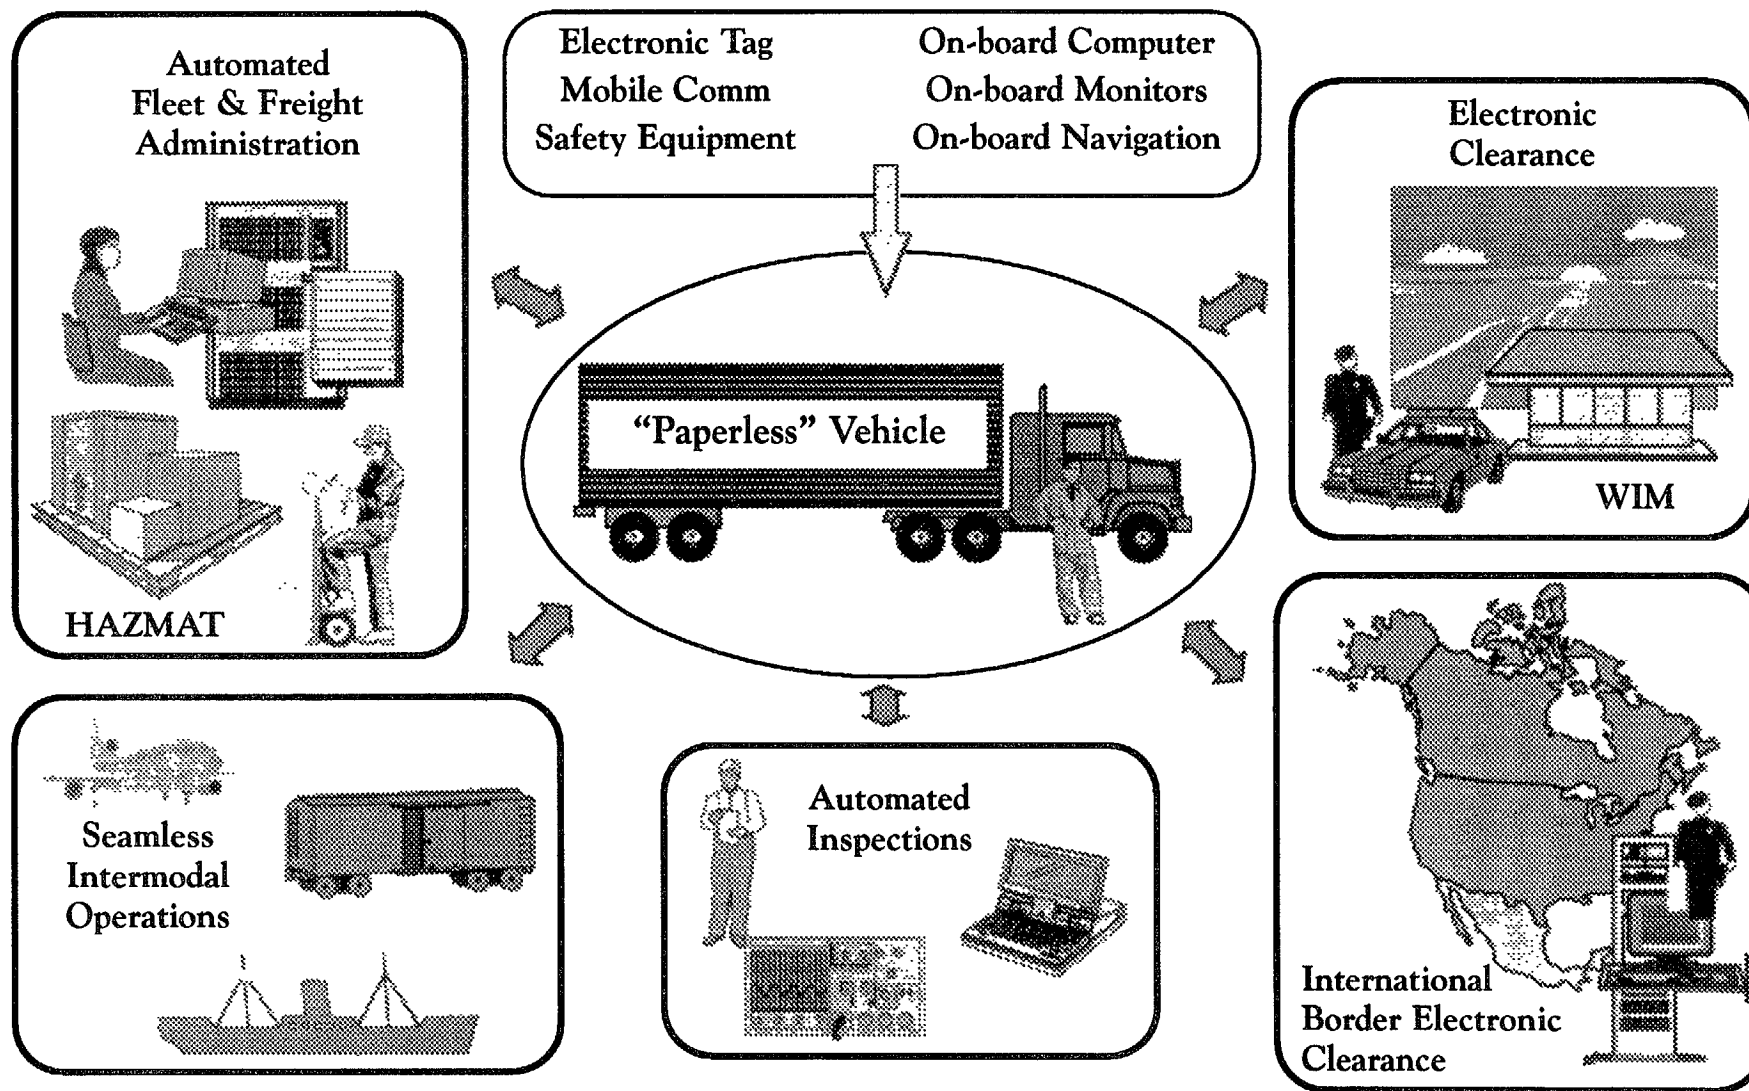 Automated
Fleet & Freight
Administration
HAZMAT
Electronic Tag
Mobile Comm
Safety Equipment
On-board Computer
On-board Monitors
On-board Navigation
Electronic
Clearance
WIM
“Paperless” Vehicle
Seamless
Intermodal
Operations
Automated
Inspections
International
Border Electronic
Clearance